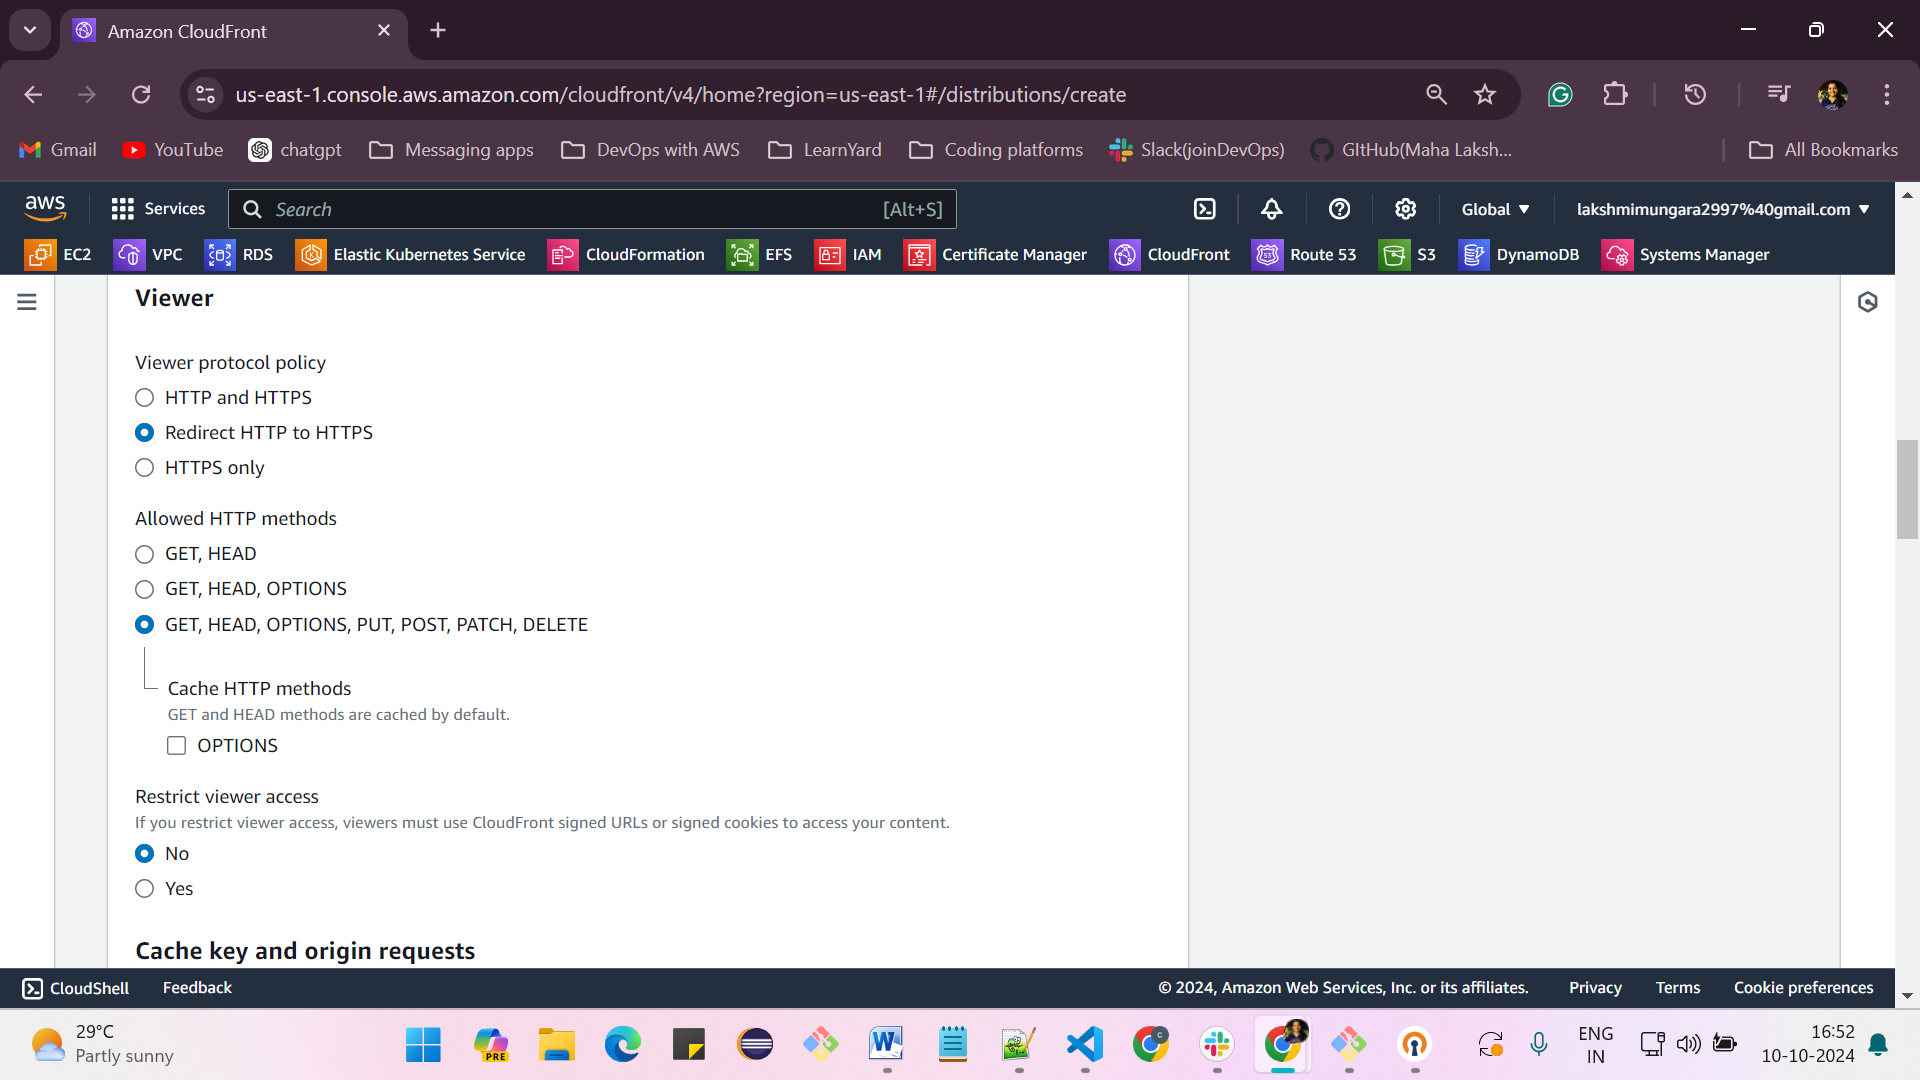 Amazon CloudFront
us-east-1.console.aws.amazon.com/cloudfront/v4/home?region=us-east-1#/distributions/create
Gmail YouTube chatgpt Messaging apps DevOps with AWS LearnYard Coding platforms Slack(joinDevOps) GItHub(Maha Laksh... All Bookmarks
aws Services Search [Alt+S] Global lakshmimungara2997%40gmail.com
EC2 VPC RDS Elastic Kubernetes Service CloudFormation EFS IAM Certificate Manager CloudFront Route 53 S3 DynamoDB Systems Manager
Viewer
Viewer protocol policy
HTTP and HTTPS
Redirect HTTP to HTTPS
HTTPS only
Allowed HTTP methods
GET, HEAD
GET, HEAD, OPTIONS
GET, HEAD, OPTIONS, PUT, POST, PATCH, DELETE
Cache HTTP methods
GET and HEAD methods are cached by default.
OPTIONS
Restrict viewer access
If you restrict viewer access, viewers must use CloudFront signed URLs or signed cookies to access your content.
No
Yes
Cache key and origin requests
CloudShell Feedback © 2024, Amazon Web Services, Inc. or its affiliates. Privacy Terms Cookie preferences
29°C
Partly sunny
PRE
ENG
IN
16:52
10-10-2024